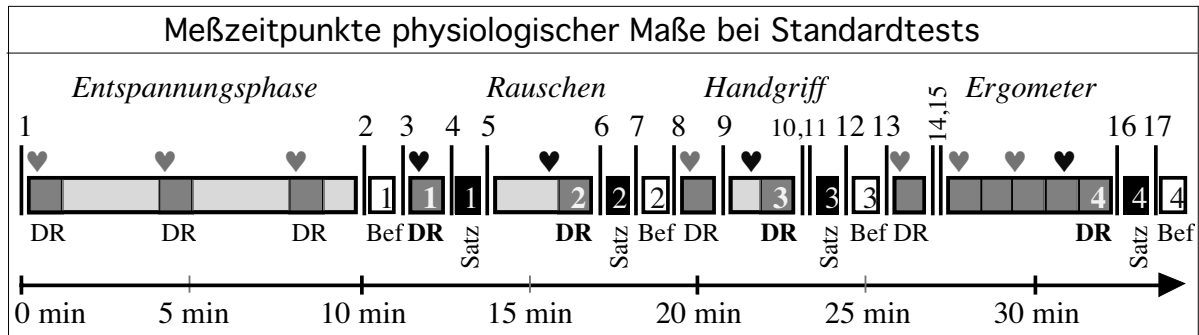 Meßzeitpunkte physiologischer Maße bei Standardtests
Entspannungsphase Rauschen Handgriff Ergometer
1 2 3 4 5 6 7 8 9 10,11 12 13 14,15 16 17
1 1 1 2 2 2 3 3 3 4 4 4
DR DR DR Bef DR Satz DR Satz Bef DR DR Satz Bef DR DR Satz Bef
0 min 5 min 10 min 15 min 20 min 25 min 30 min